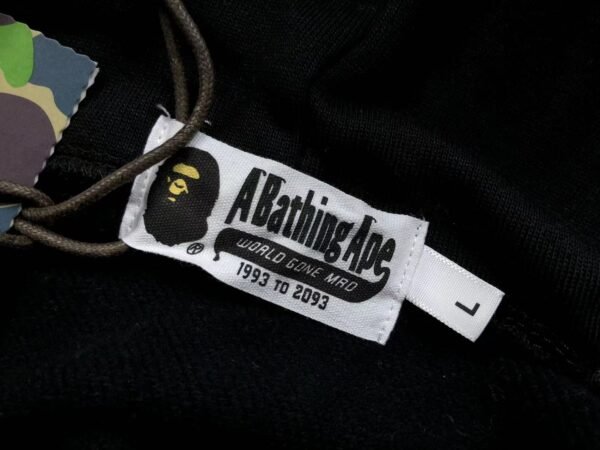 A Bathing Ape
®
WORLD GONE MAD
1993 TO 2093
L